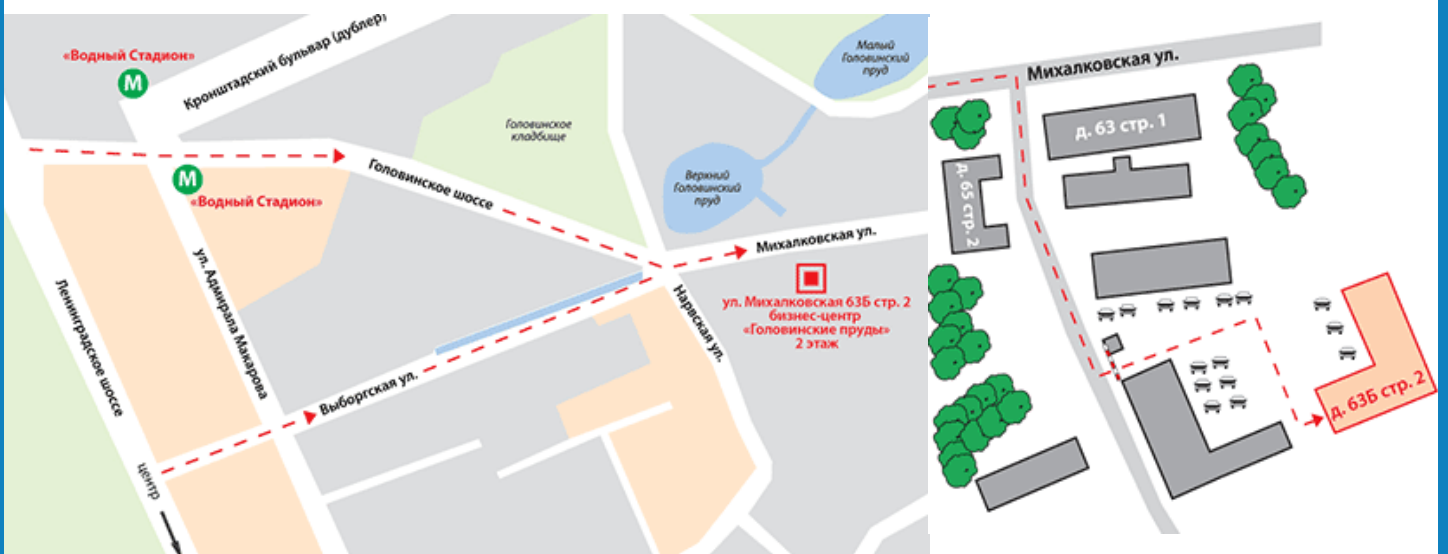 «Водный Стадион»
М
Кронштадский бульвар (дублер)
Малый
Головинский
пруд
Головинское
кладбище
М
«Водный Стадион»
Головинское шоссе
Верхний
Головинский
пруд
Михалковская ул.
ул. Адмирала Макарова
Ленинградское шоссе
ул. Михалковская 63Б стр. 2
бизнес-центр
«Головинские пруды»
2 этаж
Нарвская ул.
Выборгская ул.
центр
Михалковская ул.
д. 63 стр. 1
д. 65 стр. 2
д. 63Б стр. 2